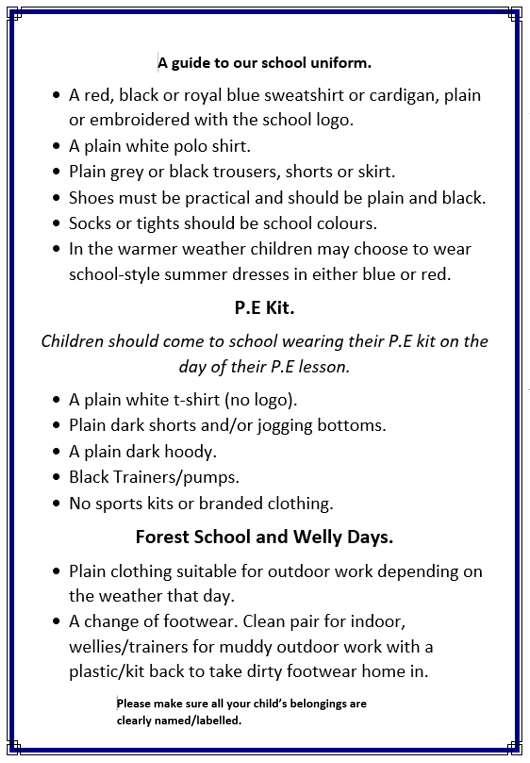 A guide to our school uniform.
• A red, black or royal blue sweatshirt or cardigan, plain
or embroidered with the school logo.
• A plain white polo shirt.
• Plain grey or black trousers, shorts or skirt.
• Shoes must be practical and should be plain and black.
• Socks or tights should be school colours.
• In the warmer weather children may choose to wear
school-style summer dresses in either blue or red.
P.E Kit.
Children should come to school wearing their P.E kit on the
day of their P.E lesson.
• A plain white t-shirt (no logo).
• Plain dark shorts and/or jogging bottoms.
• A plain dark hoody.
• Black Trainers/pumps.
• No sports kits or branded clothing.
Forest School and Welly Days.
• Plain clothing suitable for outdoor work depending on
the weather that day.
• A change of footwear. Clean pair for indoor,
wellies/trainers for muddy outdoor work with a
plastic/kit back to take dirty footwear home in.
Please make sure all your child's belongings are
clearly named/labelled.